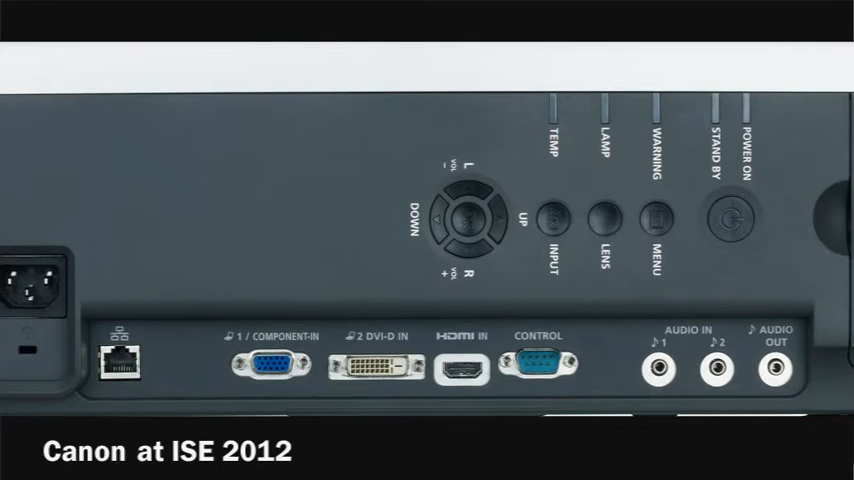 TEMP
LAMP
WARNING
STAND BY
POWER ON
L
VOL
-
DOWN
UP
R
VOL
+
INPUT
LENS
MENU
1 / COMPONENT-IN
2 DVI-D IN
HDMI IN
CONTROL
AUDIO IN
1
2
AUDIO
OUT
Canon at ISE 2012